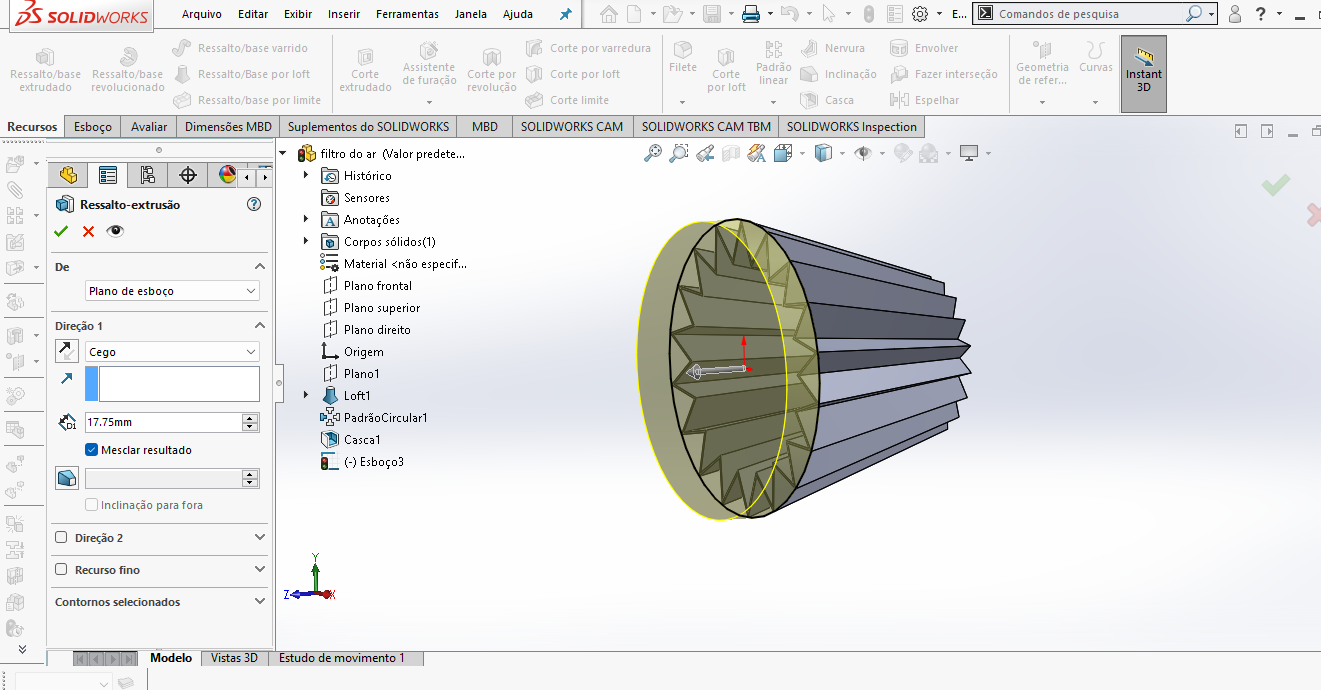 SOLIDWORKS
Arquivo Editar Exibir Inserir Ferramentas Janela Ajuda
E...
Comandos de pesquisa
?
Ressalto/base extrudado
Ressalto/base revolucionado
Ressalto/base varrido
Ressalto/Base por loft
Ressalto/base por limite
Corte extrudado
Assistente de furação
Corte por revolução
Corte por varredura
Corte por loft
Corte limite
Filete
Corte por loft
Padrão linear
Nervura
Inclinação
Casca
Envolver
Fazer interseção
Espelhar
Geometria de refer...
Curvas
Instant 3D
Recursos Esboço Avaliar Dimensões MBD Suplementos do SOLIDWORKS MBD SOLIDWORKS CAM SOLIDWORKS CAM TBM SOLIDWORKS Inspection
Ressalto-extrusão
?
De
Plano de esboço
Direção 1
Cego
D1
17.75mm
Mesclar resultado
Inclinação para fora
Direção 2
Recurso fino
Contornos selecionados
filtro do ar (Valor predete...
Histórico
Sensores
A
Anotações
Corpos sólidos(1)
Material <não especif...
Plano frontal
Plano superior
Plano direito
Origem
Plano1
Loft1
PadrãoCircular1
Casca1
(-) Esboço3
Y
Z
X
Modelo Vistas 3D Estudo de movimento 1